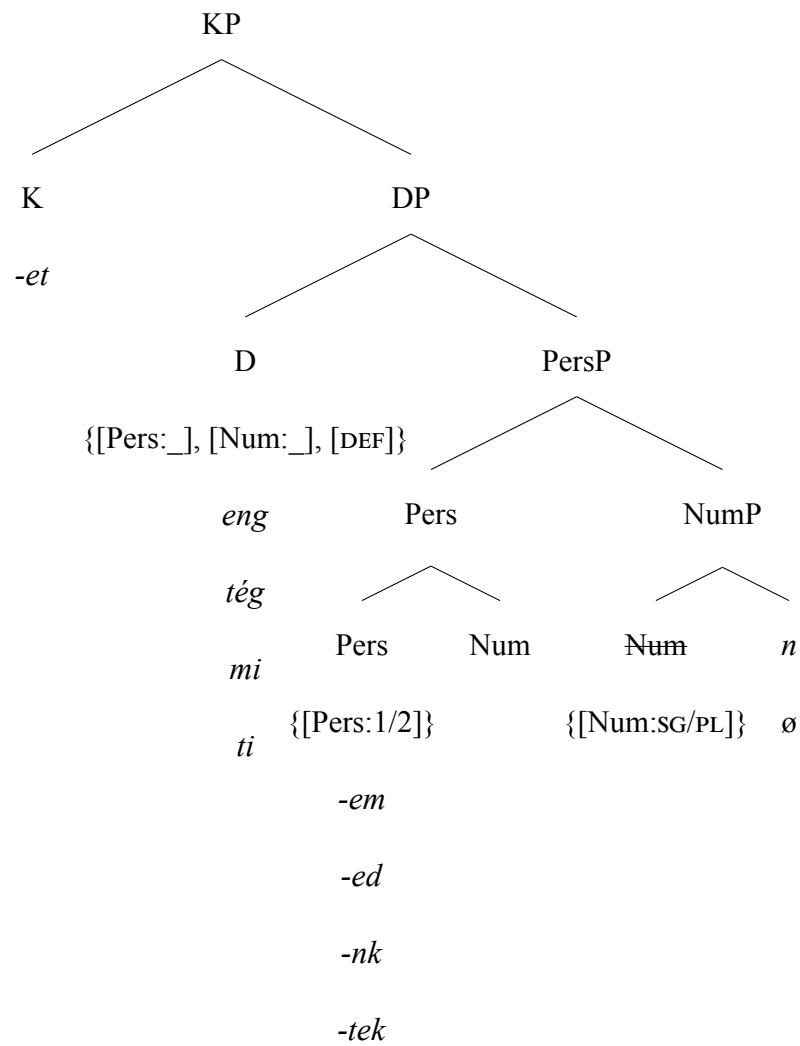 KP
K DP
-et
D PersP
{[Pers:_], [Num:_], [DEF]}
eng Pers NumP
tég
Pers Num Num n
mi
{[Pers:1/2]} {[Num:SG/PL]} ø
ti
-em
-ed
-nk
-tek